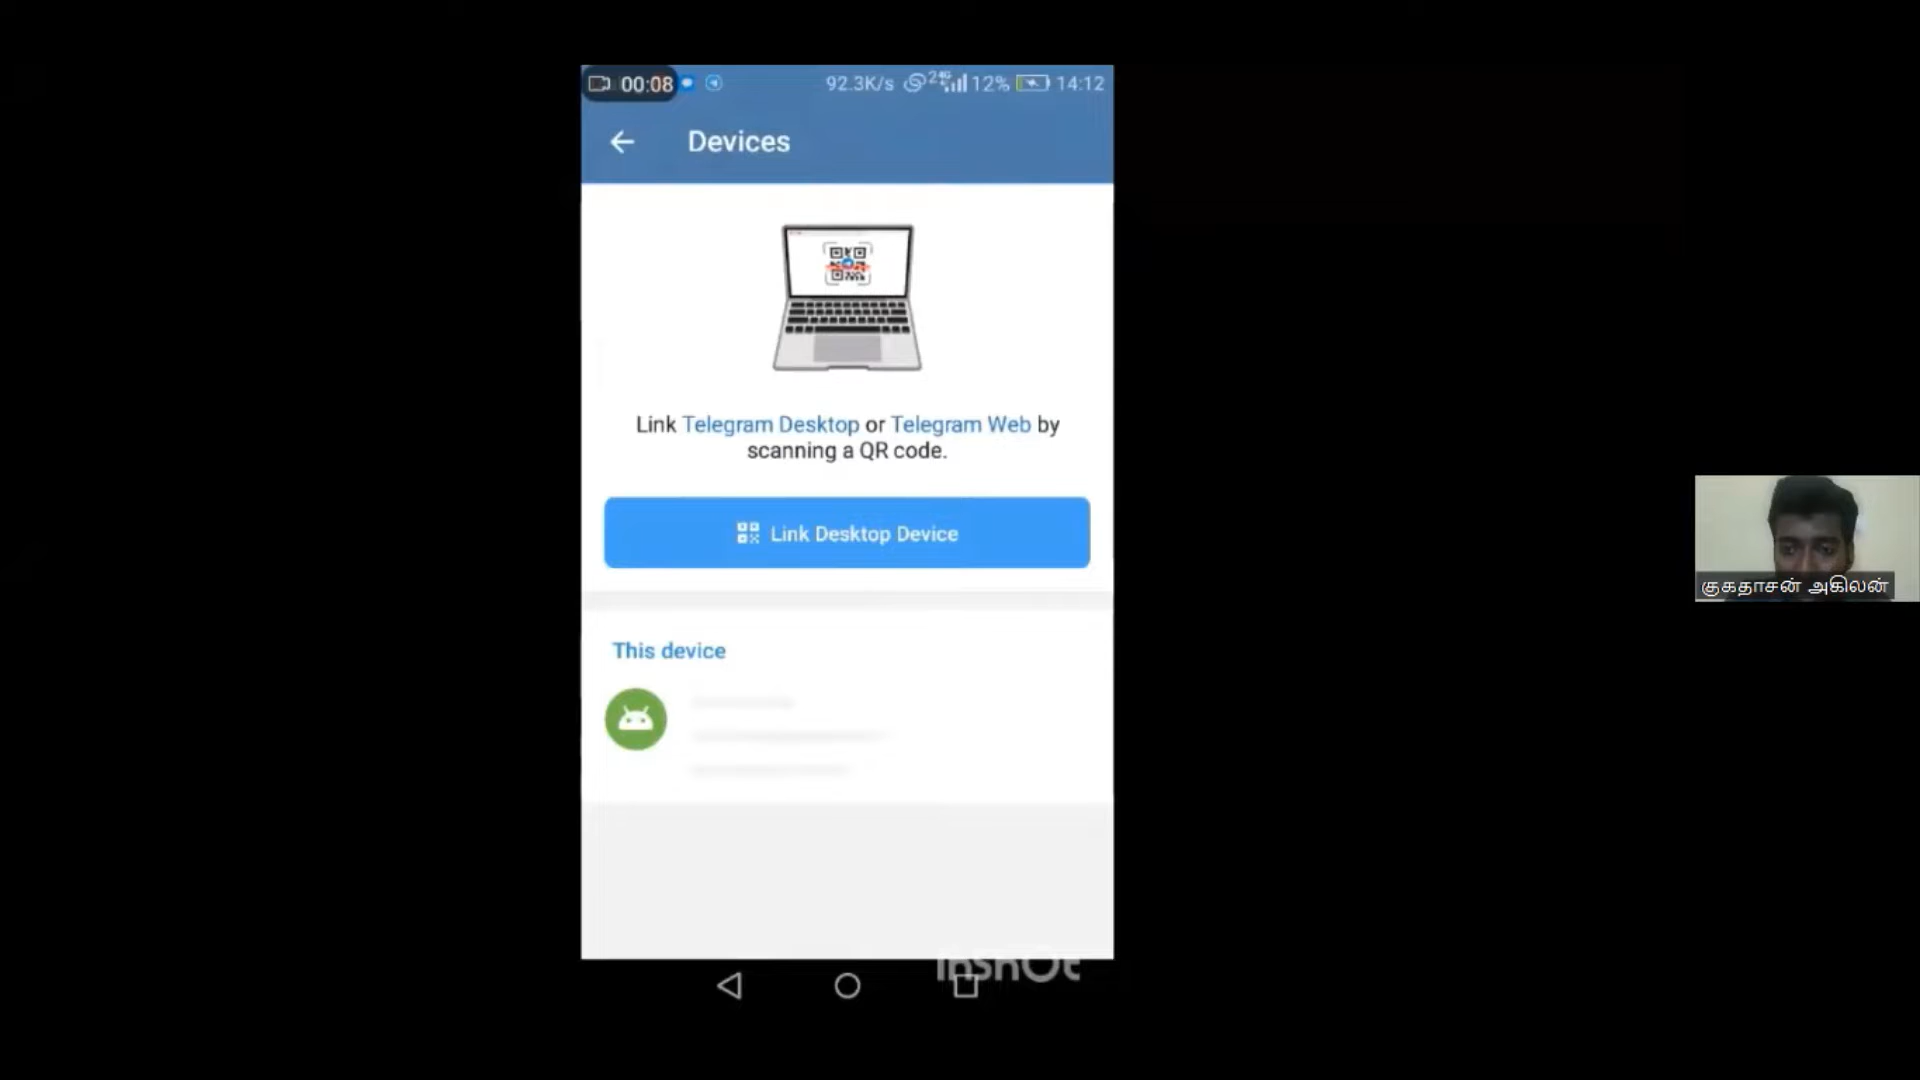 00:08 92.3K/s 4G 12% 14:12
Devices
Link Telegram Desktop or Telegram Web by
scanning a QR code.
Link Desktop Device
This device
குகதாசன் அகிலன்
InShOt